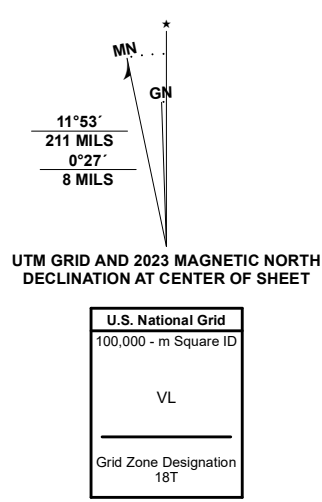 ★
MN
GN
11°53´
211 MILS
0°27´
8 MILS
UTM GRID AND 2023 MAGNETIC NORTH
DECLINATION AT CENTER OF SHEET
U.S. National Grid
100,000 - m Square ID
VL
Grid Zone Designation
18T